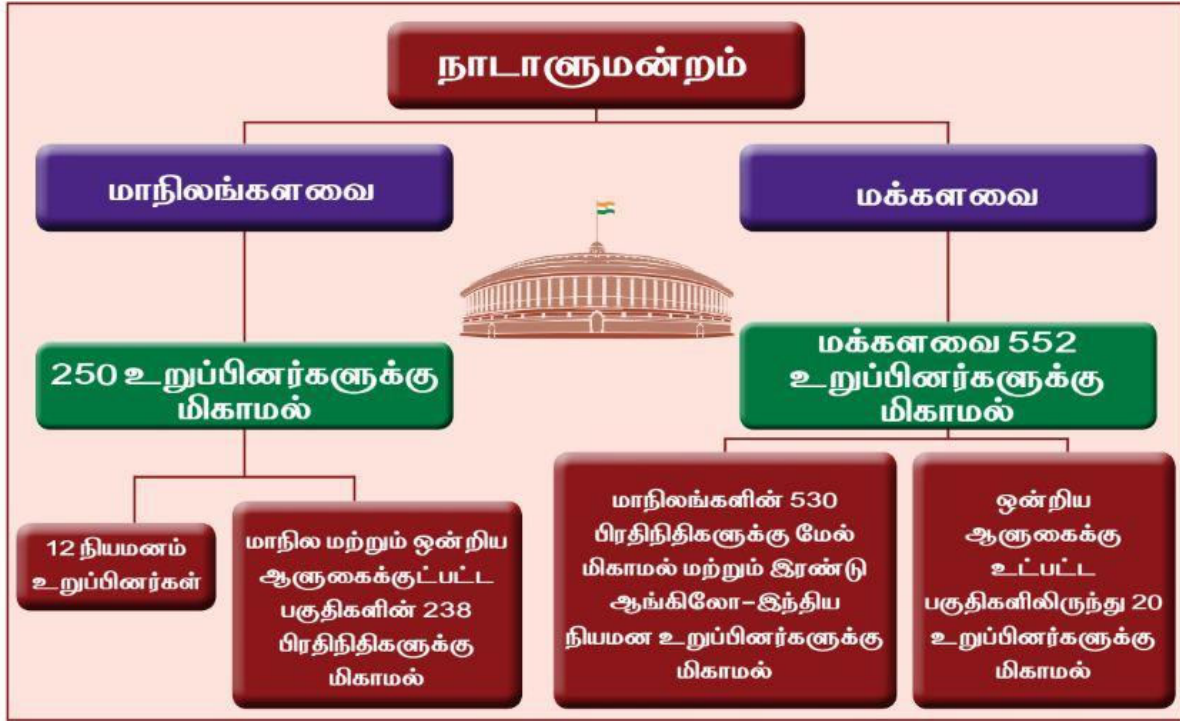 நாடாளுமன்றம்
மாநிலங்களவை
மக்களவை
250 உறுப்பினர்களுக்கு
மிகாமல்
மக்களவை 552
உறுப்பினர்களுக்கு
மிகாமல்
12 நியமனம்
உறுப்பினர்கள்
மாநில மற்றும் ஒன்றிய
ஆளுகைக்குட்பட்ட
பகுதிகளின் 238
பிரதிநிதிகளுக்கு
மிகாமல்
மாநிலங்களின் 530
பிரதிநிதிகளுக்கு மேல்
மிகாமல் மற்றும் இரண்டு
ஆங்கிலோ-இந்திய
நியமன உறுப்பினர்களுக்கு
மிகாமல்
ஒன்றிய
ஆளுகைக்கு
உட்பட்ட
பகுதிகளிலிருந்து 20
உறுப்பினர்களுக்கு
மிகாமல்